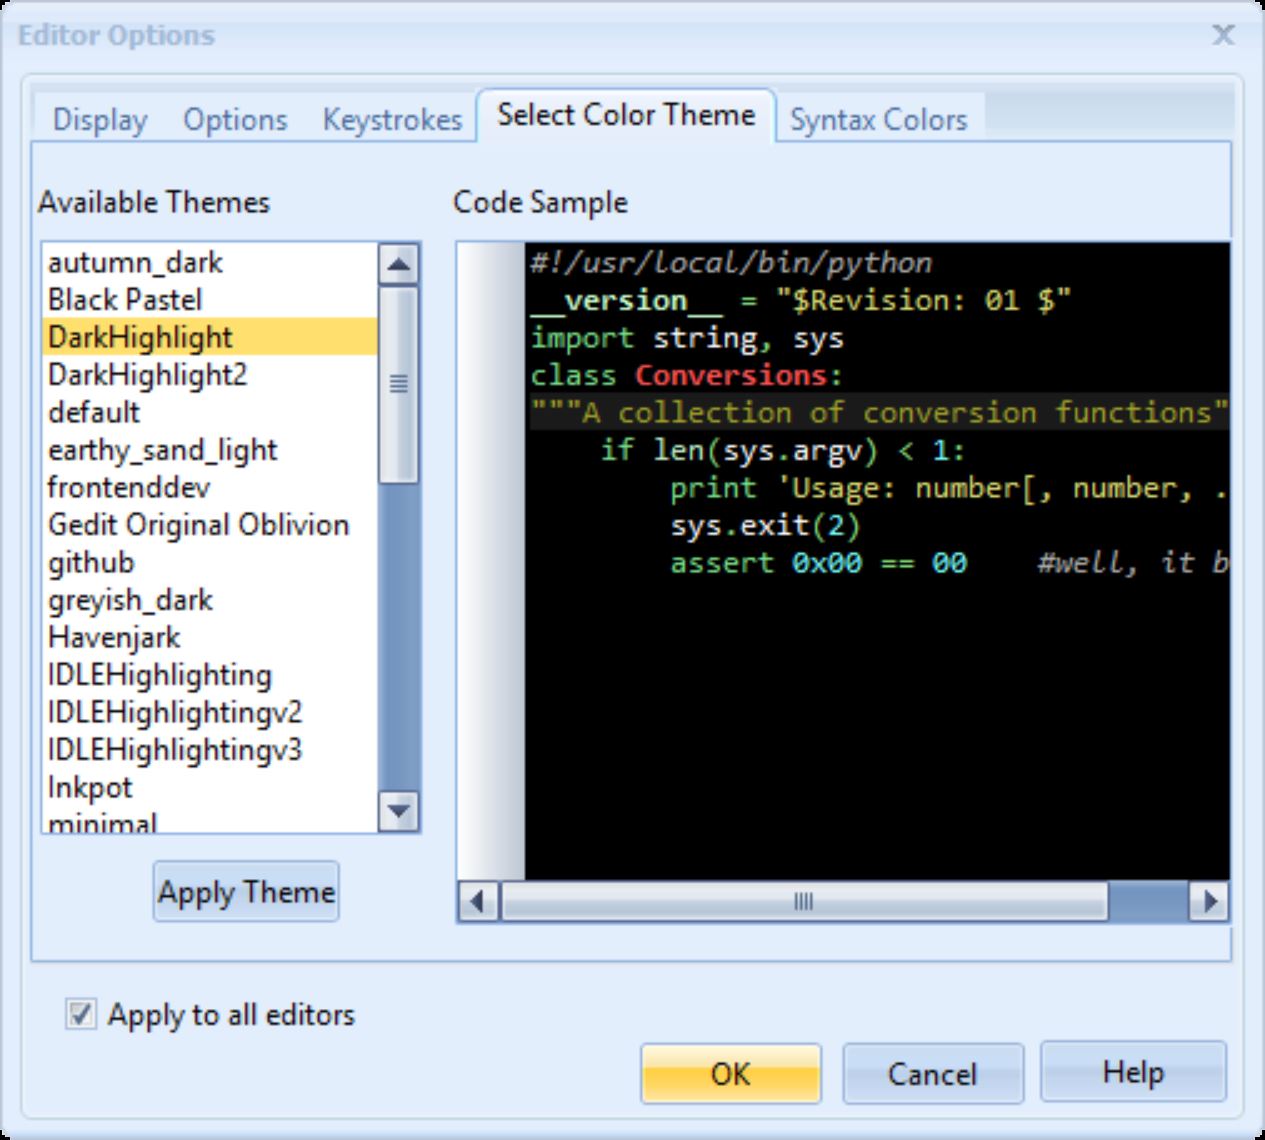 Editor Options
Display Options Keystrokes Select Color Theme Syntax Colors
Available Themes
autumn_dark
Black Pastel
DarkHighlight
DarkHighlight2
default
earthy_sand_light
frontenddev
Gedit Original Oblivion
github
greyish_dark
Havenjark
IDLEHighlighting
IDLEHighlightingv2
IDLEHighlightingv3
Inkpot
minimal
Apply Theme
Code Sample
#!/usr/local/bin/python
__version__ = "$Revision: 01 $"
import string, sys
class Conversions:
"""A collection of conversion functions"
    if len(sys.argv) < 1:
        print 'Usage: number[, number, .
        sys.exit(2)
        assert 0x00 == 00    #well, it b
Apply to all editors
OK Cancel Help